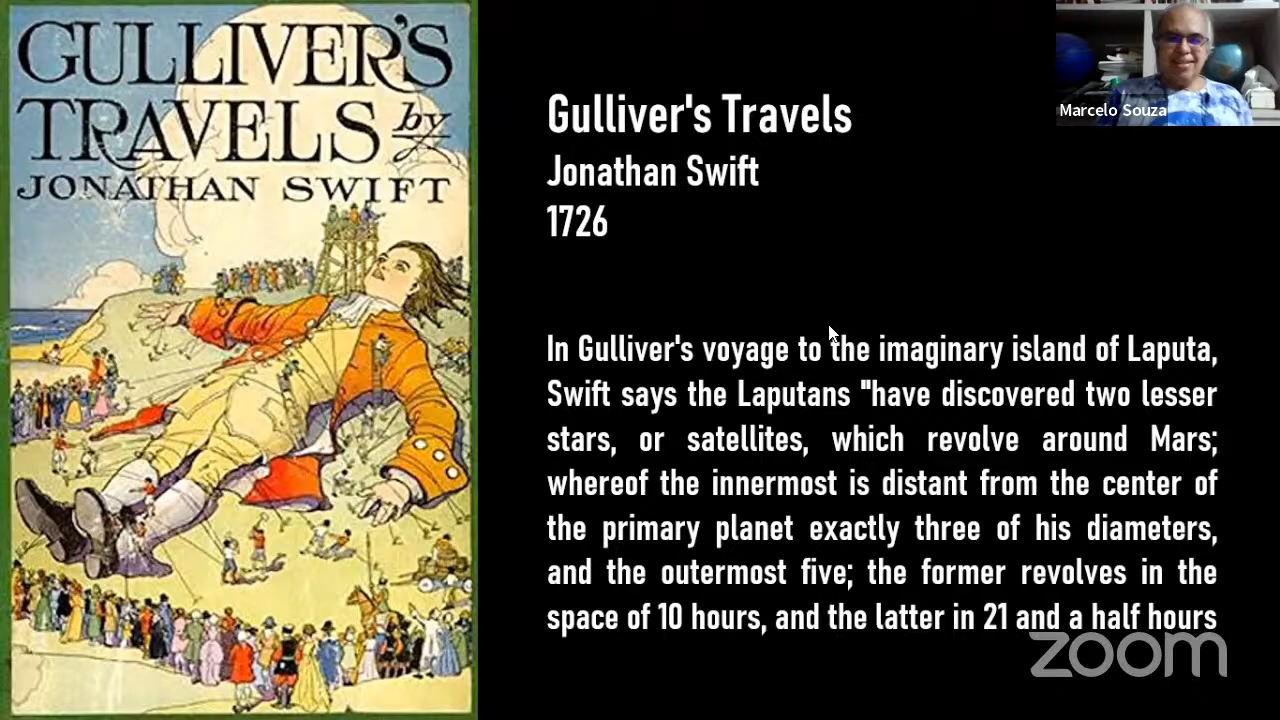 GULLIVER'S
TRAVELS by
JONATHAN SWIFT
Gulliver's Travels
Jonathan Swift
1726
In Gulliver's voyage to the imaginary island of Laputa,
Swift says the Laputans "have discovered two lesser
stars, or satellites, which revolve around Mars;
whereof the innermost is distant from the center of
the primary planet exactly three of his diameters,
and the outermost five; the former revolves in the
space of 10 hours, and the latter in 21 and a half hours
Marcelo Souza
zoom